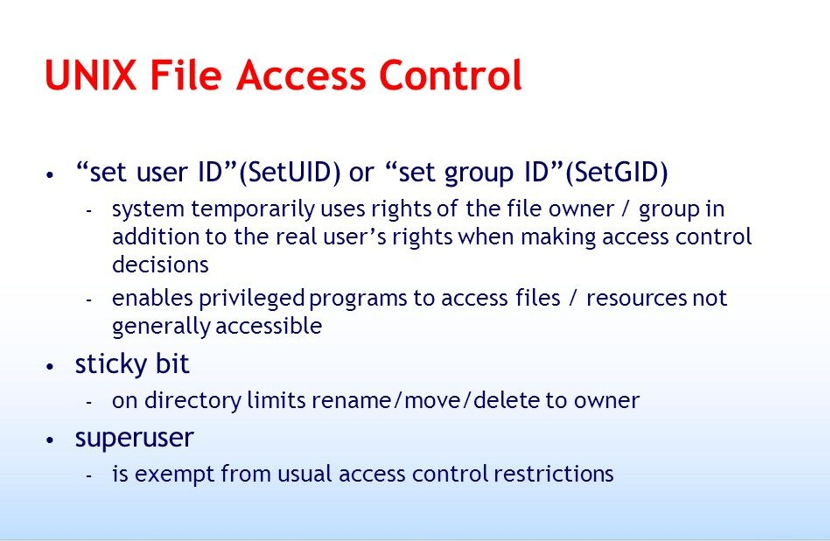 UNIX File Access Control
• “set user ID”(SetUID) or “set group ID”(SetGID)
- system temporarily uses rights of the file owner / group in
addition to the real user’s rights when making access control
decisions
- enables privileged programs to access files / resources not
generally accessible
• sticky bit
- on directory limits rename/move/delete to owner
• superuser
- is exempt from usual access control restrictions